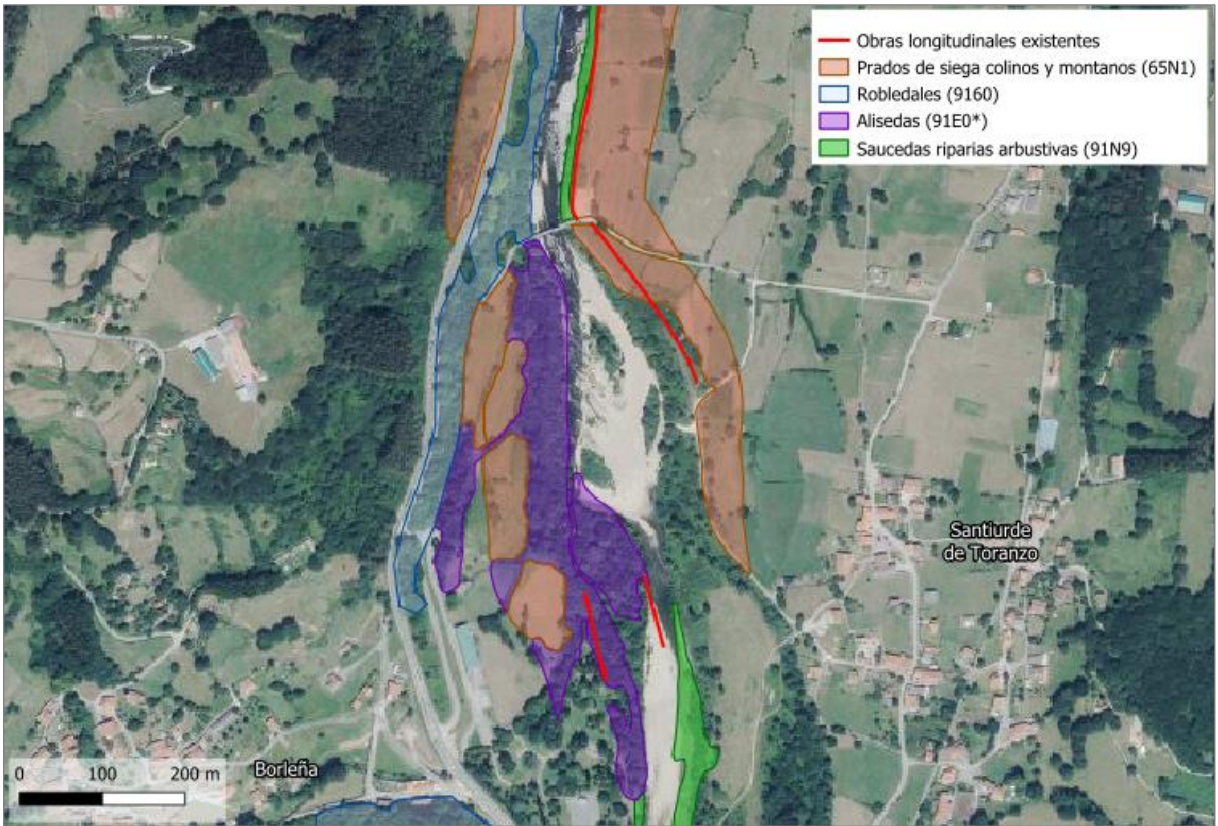 Obras longitudinales existentes
Prados de siega colinos y montanos (65N1)
Robledales (9160)
Alisedas (91E0*)
Saucedas riparias arbustivas (91N9)
Santiurde
de Toranzo
0 100 200 m
Borleña